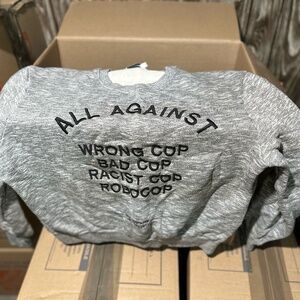 ALL AGAINST
WRONG COP
BAD COP
RACIST COP
ROBOCOP